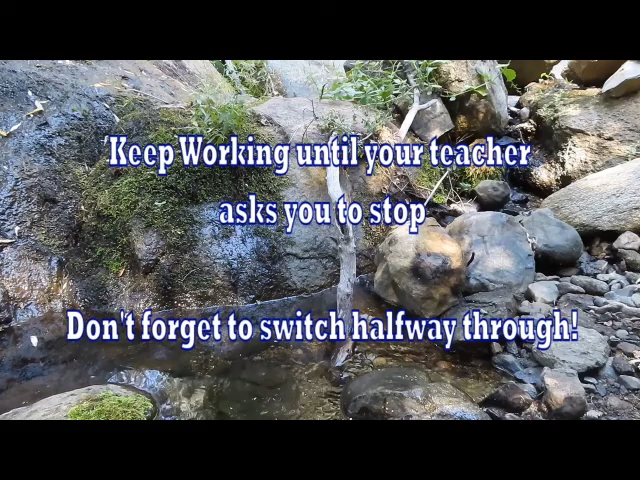 Keep Working until your teacher
asks you to stop
Don't forget to switch halfway through!